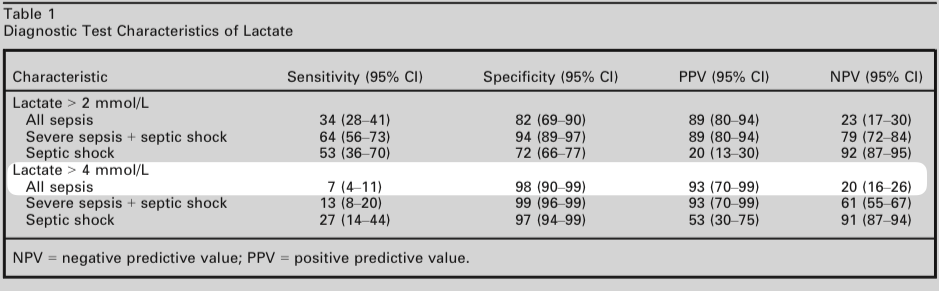 Table 1
Diagnostic Test Characteristics of Lactate
Characteristic Sensitivity (95% CI) Specificity (95% CI) PPV (95% CI) NPV (95% CI)
Lactate > 2 mmol/L
All sepsis 34 (28–41) 82 (69–90) 89 (80–94) 23 (17–30)
Severe sepsis + septic shock 64 (56–73) 94 (89–97) 89 (80–94) 79 (72–84)
Septic shock 53 (36–70) 72 (66–77) 20 (13–30) 92 (87–95)
Lactate > 4 mmol/L
All sepsis 7 (4–11) 98 (90–99) 93 (70–99) 20 (16–26)
Severe sepsis + septic shock 13 (8–20) 99 (96–99) 93 (70–99) 61 (55–67)
Septic shock 27 (14–44) 97 (94–99) 53 (30–75) 91 (87–94)
NPV = negative predictive value; PPV = positive predictive value.